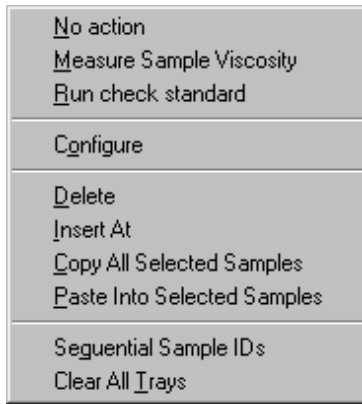 No action
Measure Sample Viscosity
Run check standard
Configure
Delete
Insert At
Copy All Selected Samples
Paste Into Selected Samples
Sequential Sample IDs
Clear All Trays